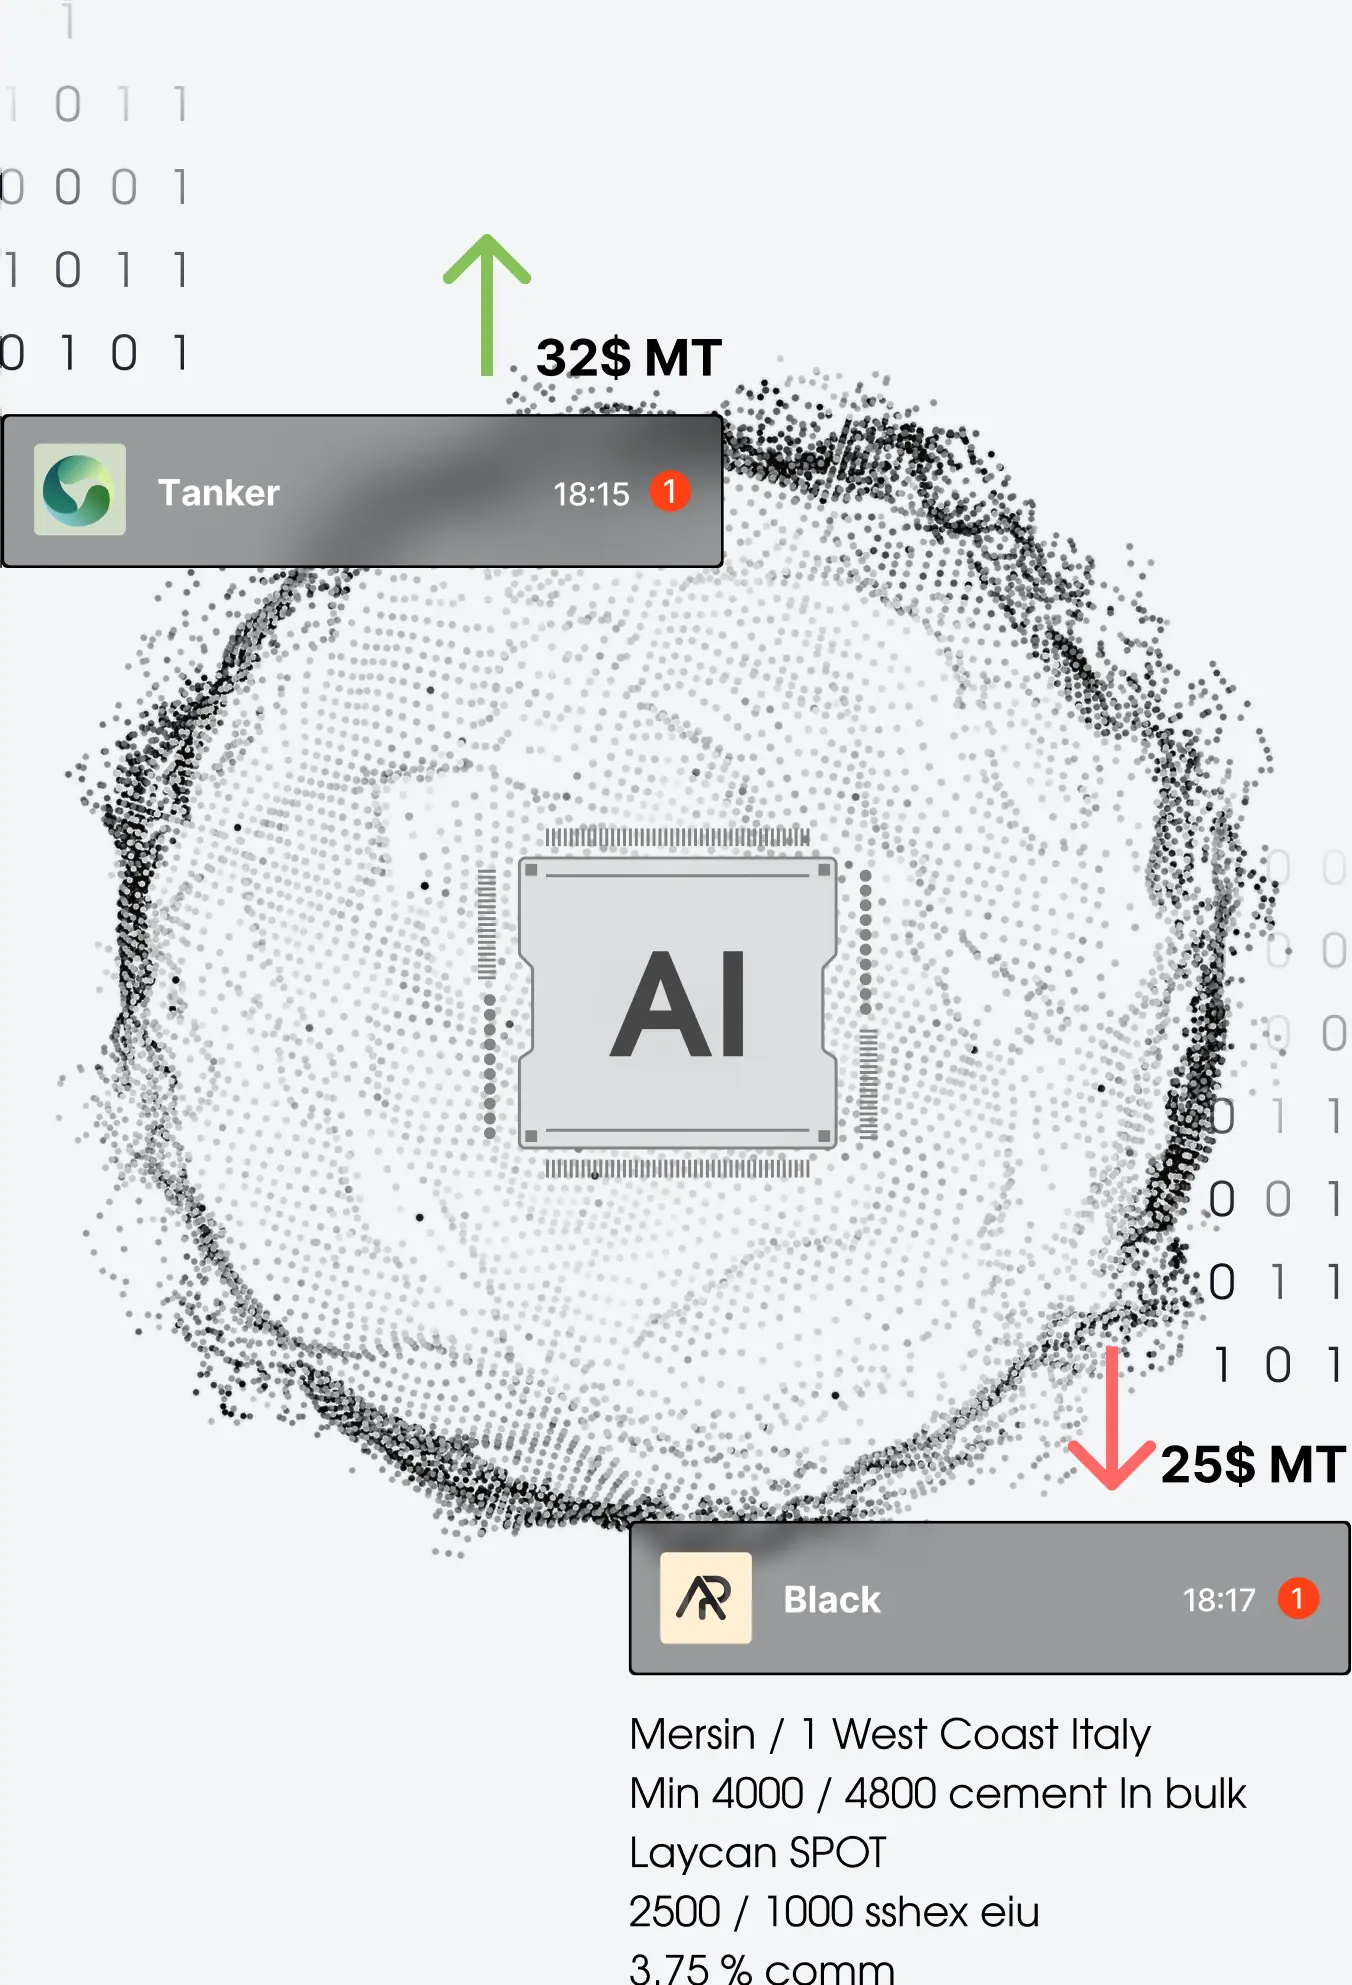 1
1 0 1 1
0 0 0 1
1 0 1 1
0 1 0 1
32$ MT
Tanker 18:15 1
AI
0 0
0 0
0 0
0 1 1
0 0 1
0 1 1
1 0 1
25$ MT
AR Black 18:17 1
Mersin / 1 West Coast Italy
Min 4000 / 4800 cement In bulk
Laycan SPOT
2500 / 1000 sshex eiu
3,75 % comm